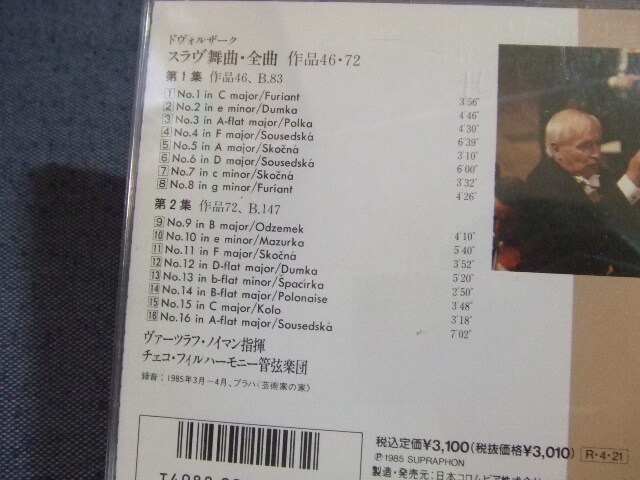 ドヴォルザーク
スラヴ舞曲・全曲 作品46・72
第1集 作品46、B.83
1 No.1 in C major/Furiant 3'56"
2 No.2 in e minor/Dumka 4'46"
3 No.3 in A-flat major/Polka 4'30"
4 No.4 in F major/Sousedská 6'39"
5 No.5 in A major/Skočná 3'10"
6 No.6 in D major/Sousedská 6'00"
7 No.7 in c minor/Skočná 3'32"
8 No.8 in g minor/Furiant 4'26"
第2集 作品72、B.147
9 No.9 in B major/Odzemek 4'10"
10 No.10 in e minor/Mazurka 5'40"
11 No.11 in F major/Skočná 3'52"
12 No.12 in D-flat major/Dumka 5'20"
13 No.13 in b-flat minor/Špacírka 2'50"
14 No.14 in B-flat major/Polonaise 3'48"
15 No.15 in C major/Kolo 3'18"
16 No.16 in A-flat major/Sousedská 7'02"
ヴァーツラフ・ノイマン指揮
チェコ・フィルハーモニー管弦楽団
録音：1985年3月－4月、プラハ《芸術家の家》
税込定価¥3,100(税抜価格¥3,010) R・4・21
Ⓟ1985 SUPRAPHON
製造・発売元：日本コロムビア株式会社